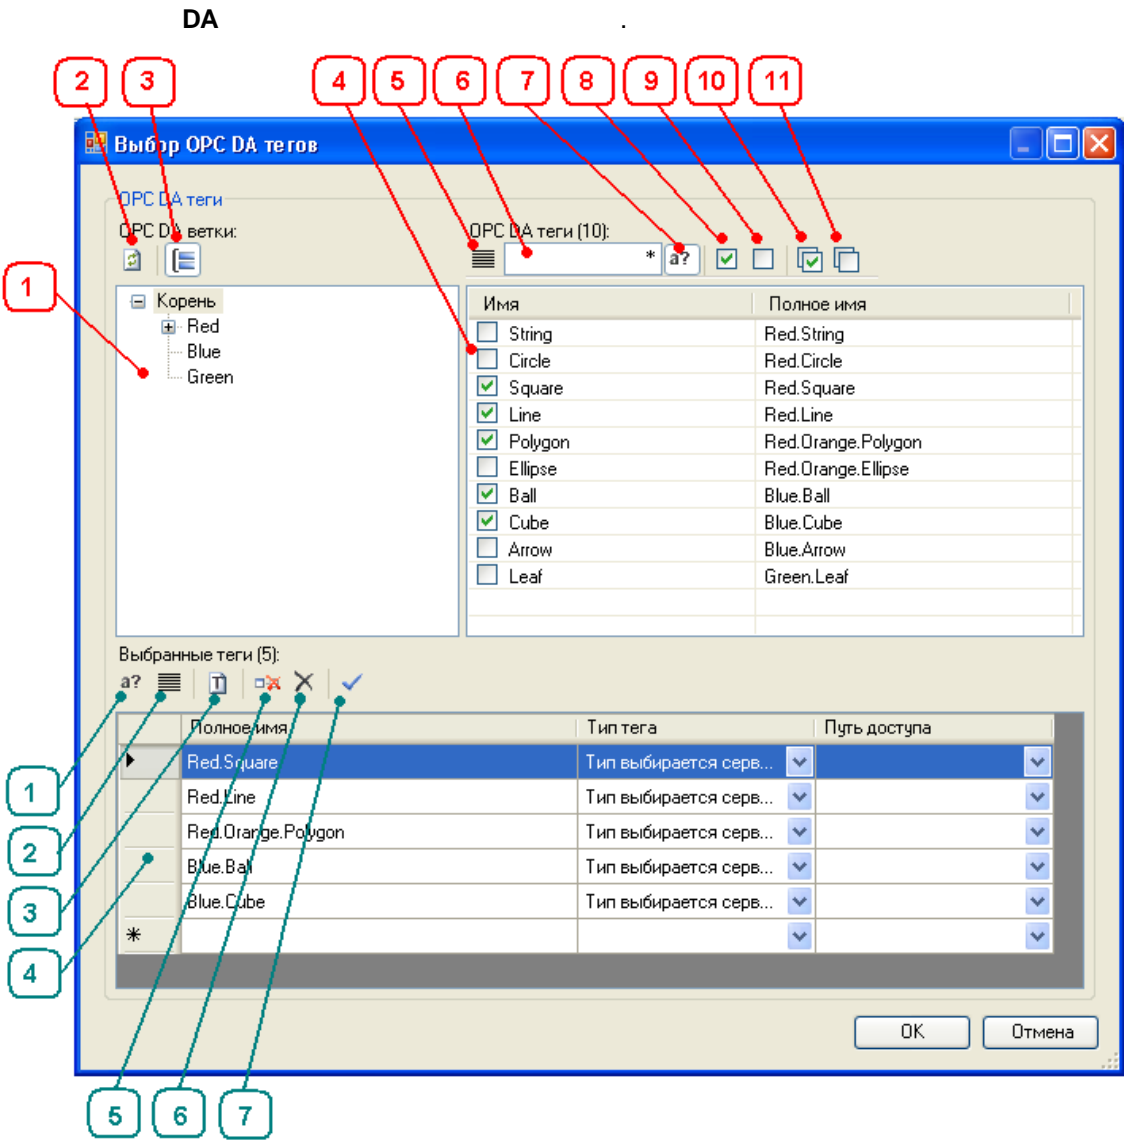 DA .
2 3 4 5 6 7 8 9 10 11
Выбор OPC DA тегов
OPC DA теги
OPC DA ветки: OPC DA теги (10):
* a?
1
Корень
Red
Blue
Green
Имя Полное имя
String Red.String
Circle Red.Circle
Square Red.Square
Line Red.Line
Polygon Red.Orange.Polygon
Ellipse Red.Orange.Ellipse
Ball Blue.Ball
Cube Blue.Cube
Arrow Blue.Arrow
Leaf Green.Leaf
Выбранные теги (5):
a? T
Полное имя Тип тега Путь доступа
Red.Square Тип выбирается серв...
Red.Line Тип выбирается серв...
Red.Orange.Polygon Тип выбирается серв...
Blue.Ball Тип выбирается серв...
Blue.Cube Тип выбирается серв...
*
1
2
3
4
OK Отмена
5 6 7